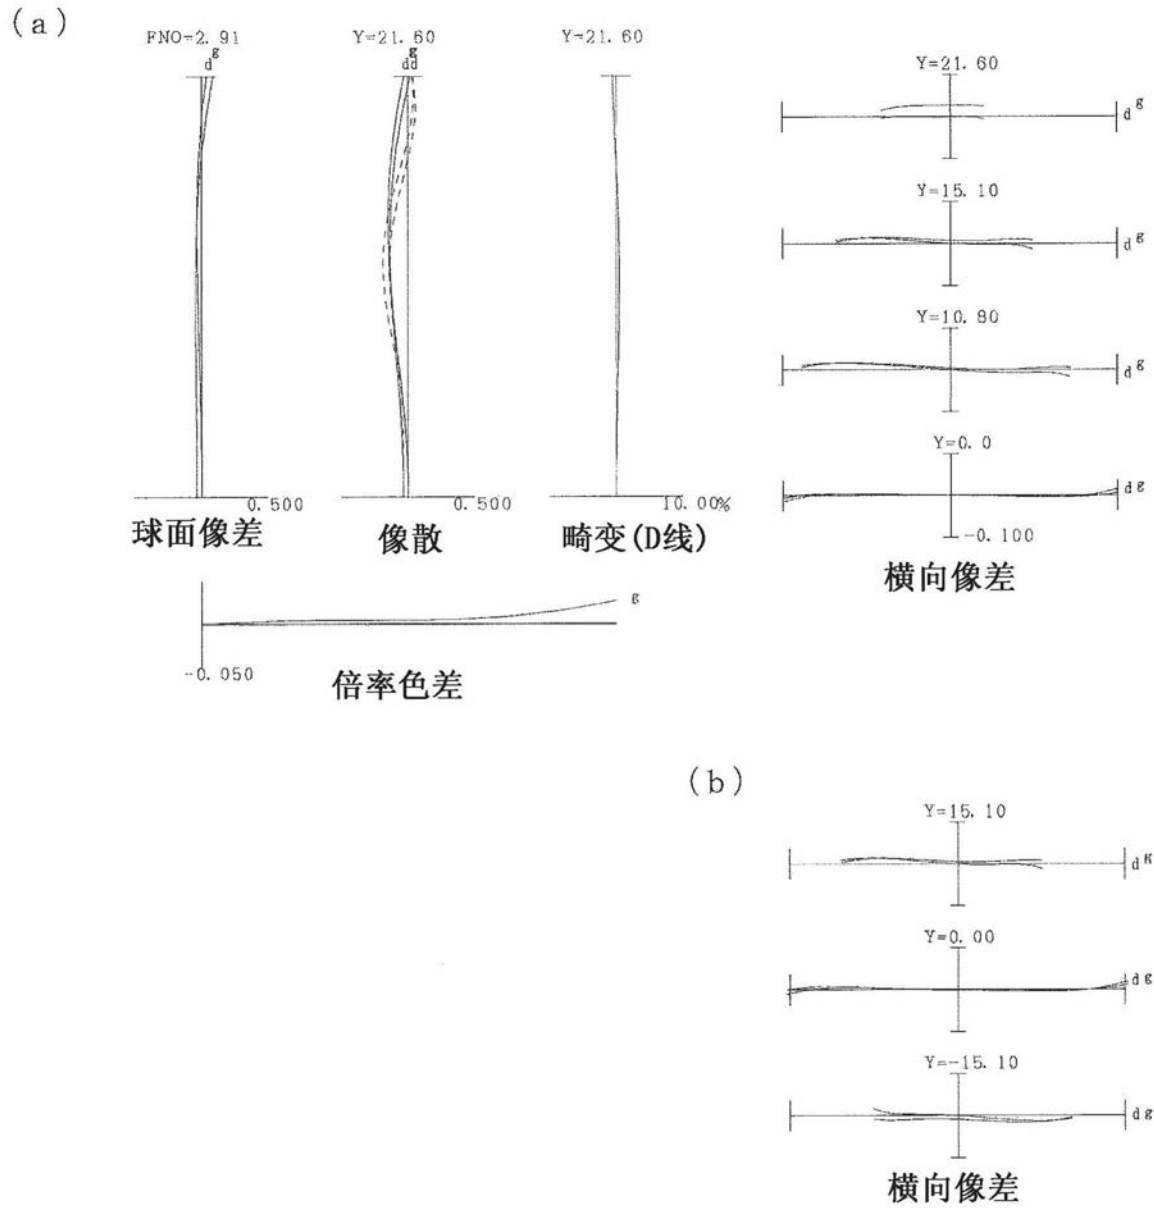 (a)
FNO=2.91
g
d
Y=21.60
g
dd
Y=21.60
0.500
球面像差
0.500
像散
10.00%
畸变(D线)
Y=21.60
d g
Y=15.10
d g
Y=10.80
d g
Y=0.0
d g
-0.100
横向像差
g
-0.050
倍率色差
(b)
Y=15.10
d g
Y=0.00
d g
Y=-15.10
d g
横向像差